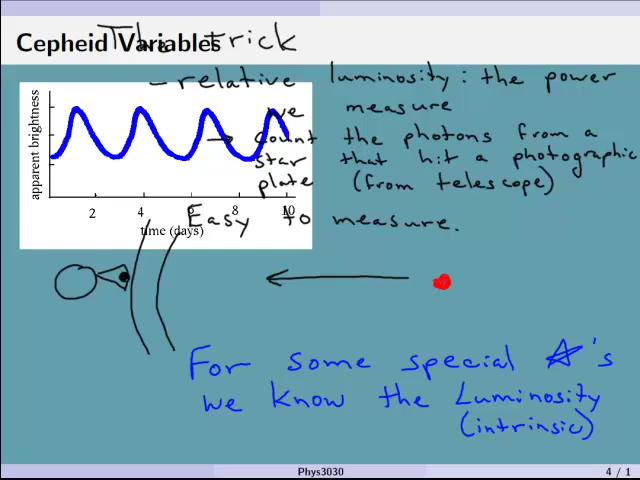 The trick
Cepheid Variables
– relative luminosity : the power
we measure
→ count the photons from a
star that hit a photographic
plate (from telescope)
Easy to measure.
apparent brightness
2 4 6 8 10
time (days)
For some special ☆'s
we know the Luminosity
(intrinsic)
Phys3030
4 / 1